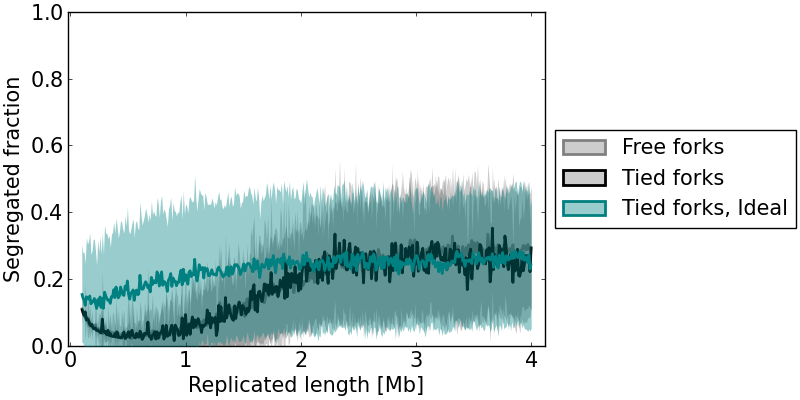 1.0
0.8
0.6
0.4
0.2
0.0
Segregated fraction
0 1 2 3 4
Replicated length [Mb]
Free forks
Tied forks
Tied forks, Ideal